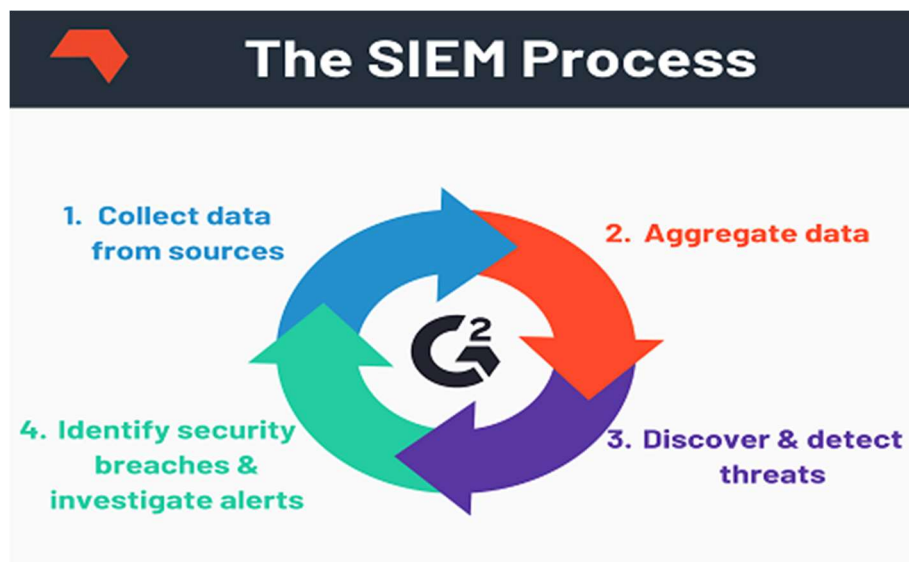 The SIEM Process
1. Collect data
from sources
2. Aggregate data
3. Discover & detect
threats
4. Identify security
breaches &
investigate alerts
G2